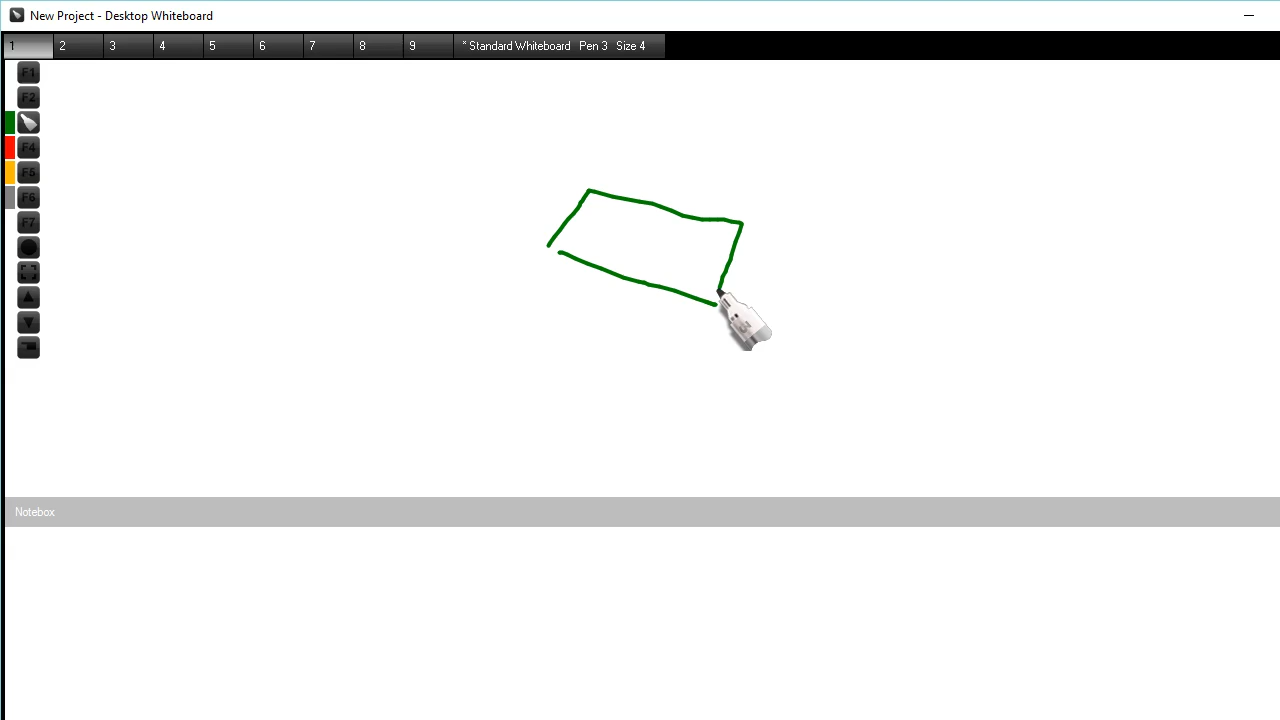 New Project - Desktop Whiteboard
1 2 3 4 5 6 7 8 9 * Standard Whiteboard Pen 3 Size 4
F1
F2
F4
F5
F6
F7
Notebox